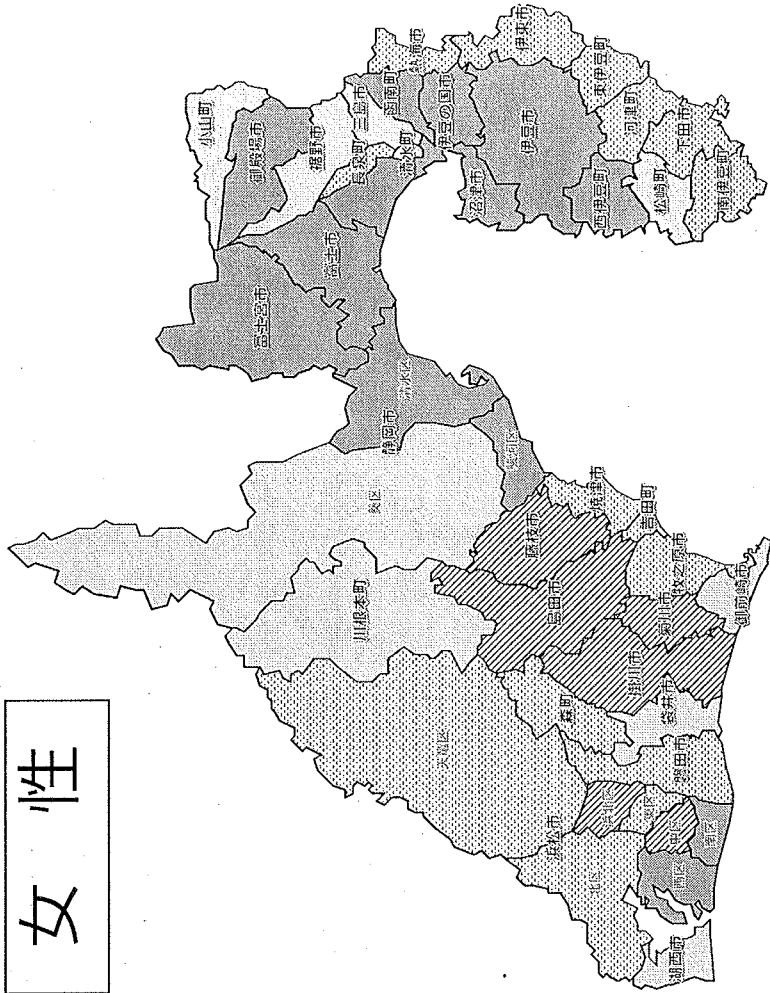 女性
小山町
御殿場市
裾野市
三島市
長泉町
清水町
函南町
熱海市
伊豆の国市
伊東市
沼津市
伊豆市
東伊豆町
西伊豆町
河津町
松崎町
下田市
南伊豆町
富士宮市
富士市
静岡市
清水区
駿河区
葵区
川根本町
藤枝市
焼津市
島田市
吉田町
牧之原市
菊川市
御前崎市
掛川市
森町
袋井市
磐田市
浜松市
天竜区
浜北区
北区
東区
中区
西区
南区
湖西市